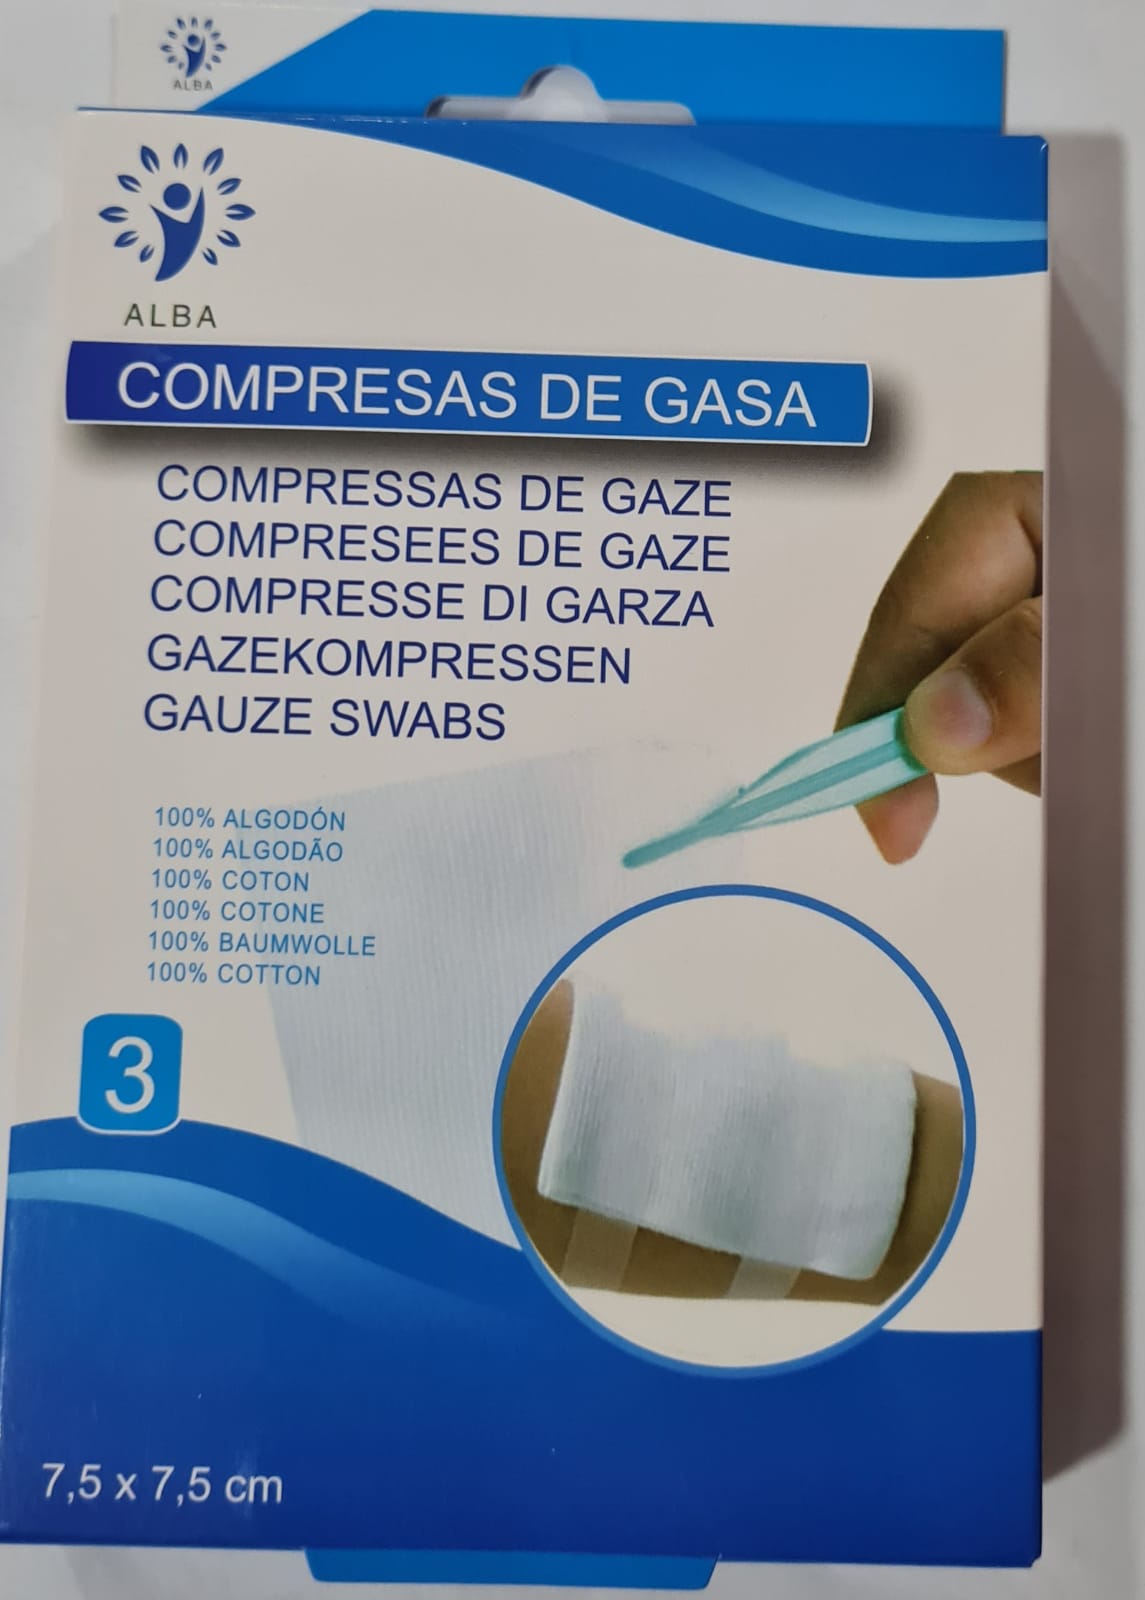 ALBA
ALBA
COMPRESAS DE GASA
COMPRESSAS DE GAZE
COMPRESEES DE GAZE
COMPRESSE DI GARZA
GAZEKOMPRESSEN
GAUZE SWABS
100% ALGODÓN
100% ALGODÃO
100% COTON
100% COTONE
100% BAUMWOLLE
100% COTTON
3
7,5 x 7,5 cm